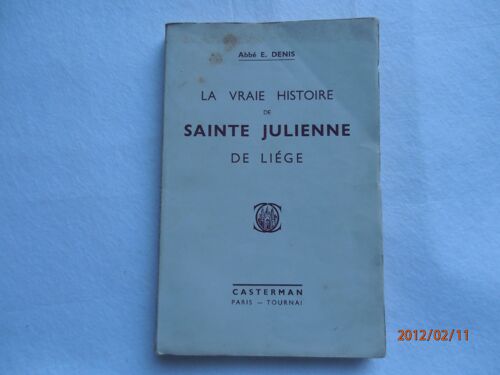 Abbé E. DENIS
LA VRAIE HISTOIRE
DE
SAINTE JULIENNE
DE LIÉGE
CASTERMAN
PARIS — TOURNAI
2012/02/11